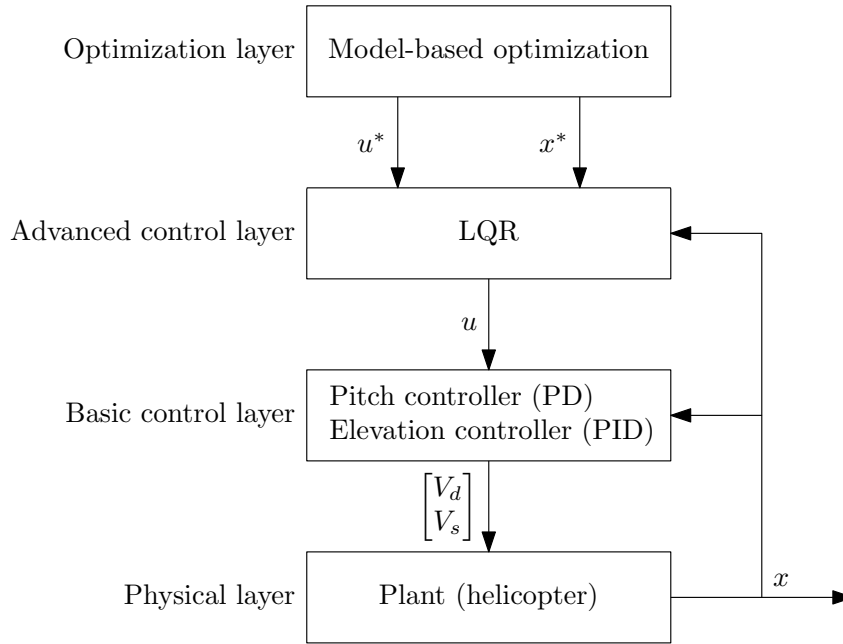 Optimization layer
Model-based optimization
u*
x*
Advanced control layer
LQR
u
Basic control layer
Pitch controller (PD)
Elevation controller (PID)
[V_d
V_s]
Physical layer
Plant (helicopter)
x